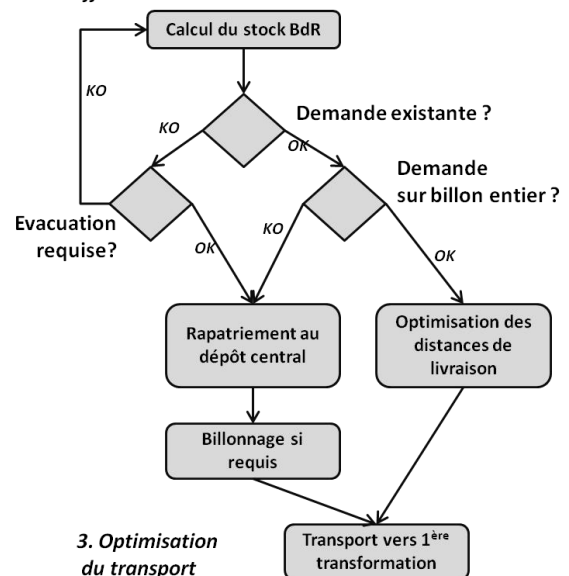 Calcul du stock BdR
KO
Demande existante ?
KO
OK
Demande
sur billon entier ?
Evacuation
requise?
KO
OK
OK
Rapatriement au
dépôt central
Optimisation des
distances de
livraison
Billonnage si
requis
3. Optimisation
du transport
Transport vers 1ère
transformation